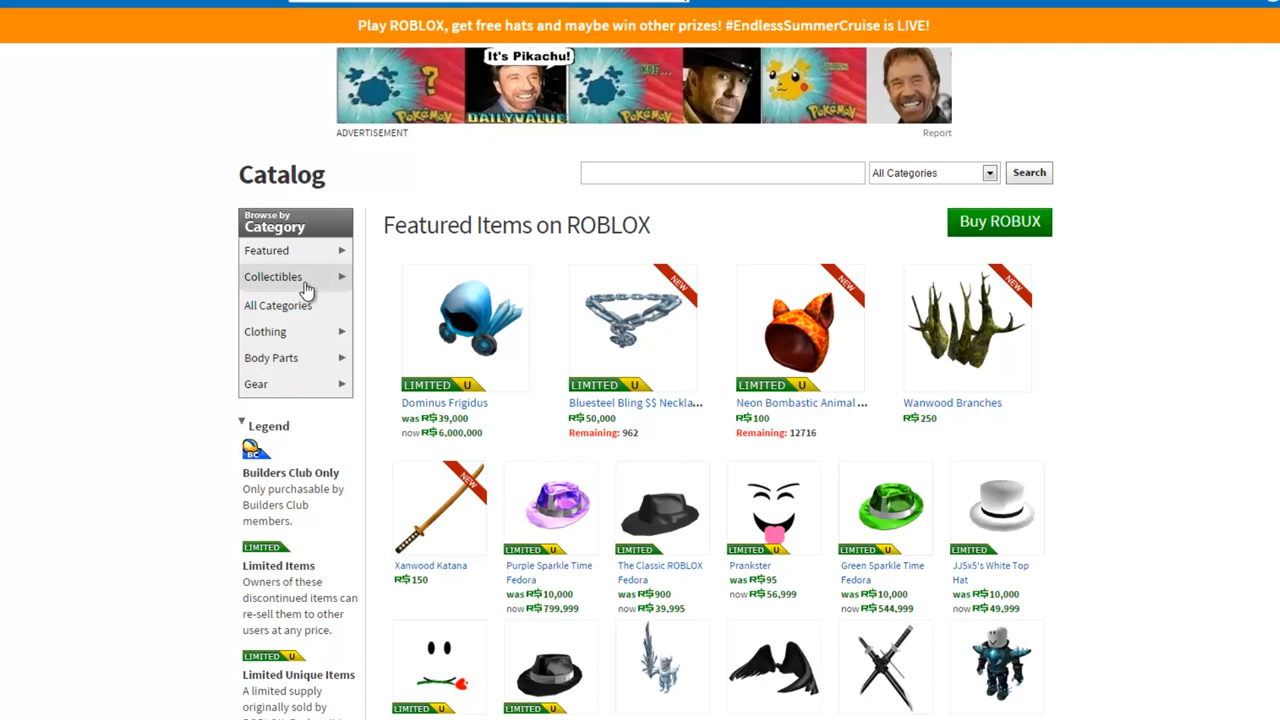 Play ROBLOX, get free hats and maybe win other prizes! #EndlessSummerCruise is LIVE!
It's Pikachu!
?
POKéMON
DAILYVALUE
POKéMON
POKéMON
ADVERTISEMENT
Report
Catalog
All Categories
Search
Browse by
Category
Featured
Collectibles
All Categories
Clothing
Body Parts
Gear
Legend
BC
Builders Club Only
Only purchasable by
Builders Club
members.
LIMITED
Limited Items
Owners of these
discontinued items can
re-sell them to other
users at any price.
LIMITED U
Limited Unique Items
A limited supply
originally sold by
Featured Items on ROBLOX
Buy ROBUX
LIMITED U
Dominus Frigidus
was R$ 39,000
now R$ 6,000,000
NEW
LIMITED U
Bluesteel Bling $$ Neckla...
R$ 50,000
Remaining: 962
NEW
LIMITED U
Neon Bombastic Animal ...
R$ 100
Remaining: 12716
Wanwood Branches
R$ 250
NEW
Xanwood Katana
R$ 150
LIMITED U
Purple Sparkle Time
Fedora
was R$ 10,000
now R$ 799,999
LIMITED
The Classic ROBLOX
Fedora
was R$ 900
now R$ 39,995
LIMITED U
Prankster
was R$ 95
now R$ 56,999
LIMITED U
Green Sparkle Time
Fedora
was R$ 10,000
now R$ 544,999
LIMITED
JJ5x5's White Top
Hat
was R$ 10,000
now R$ 49,999
LIMITED U
LIMITED U